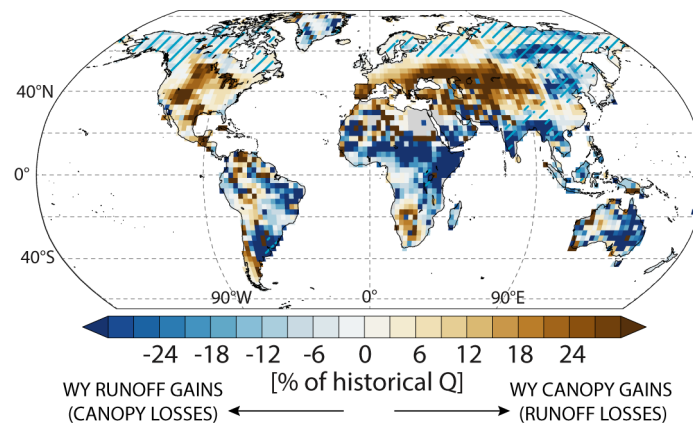 40°N
0°
40°S
90°W 0° 90°E
-24 -18 -12 -6 0 6 12 18 24
[% of historical Q]
WY RUNOFF GAINS
(CANOPY LOSSES)
WY CANOPY GAINS
(RUNOFF LOSSES)